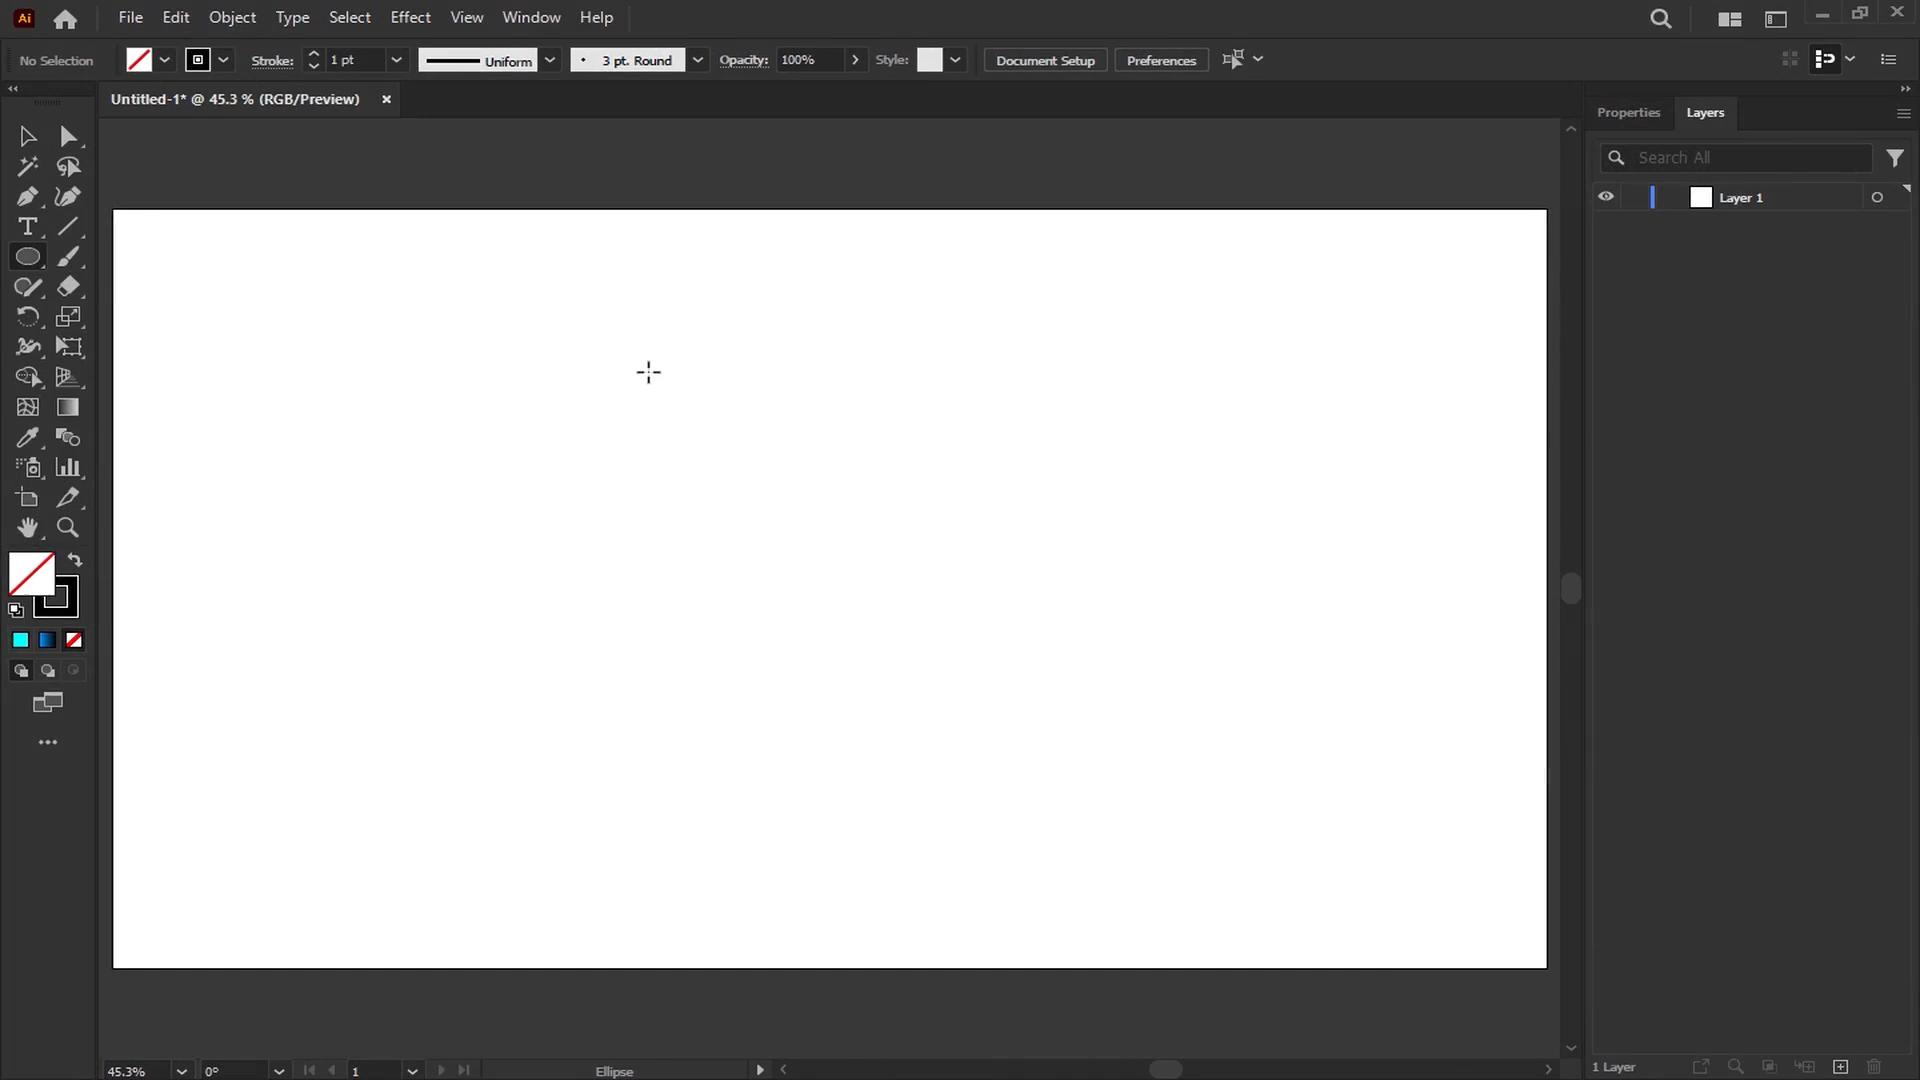 Ai File Edit Object Type Select Effect View Window Help
No Selection Stroke: 1 pt Uniform 3 pt. Round Opacity: 100% Style: Document Setup Preferences
Untitled-1* @ 45.3 % (RGB/Preview)
Properties Layers
Search All
Layer 1
45.3% 0° 1 Ellipse
1 Layer